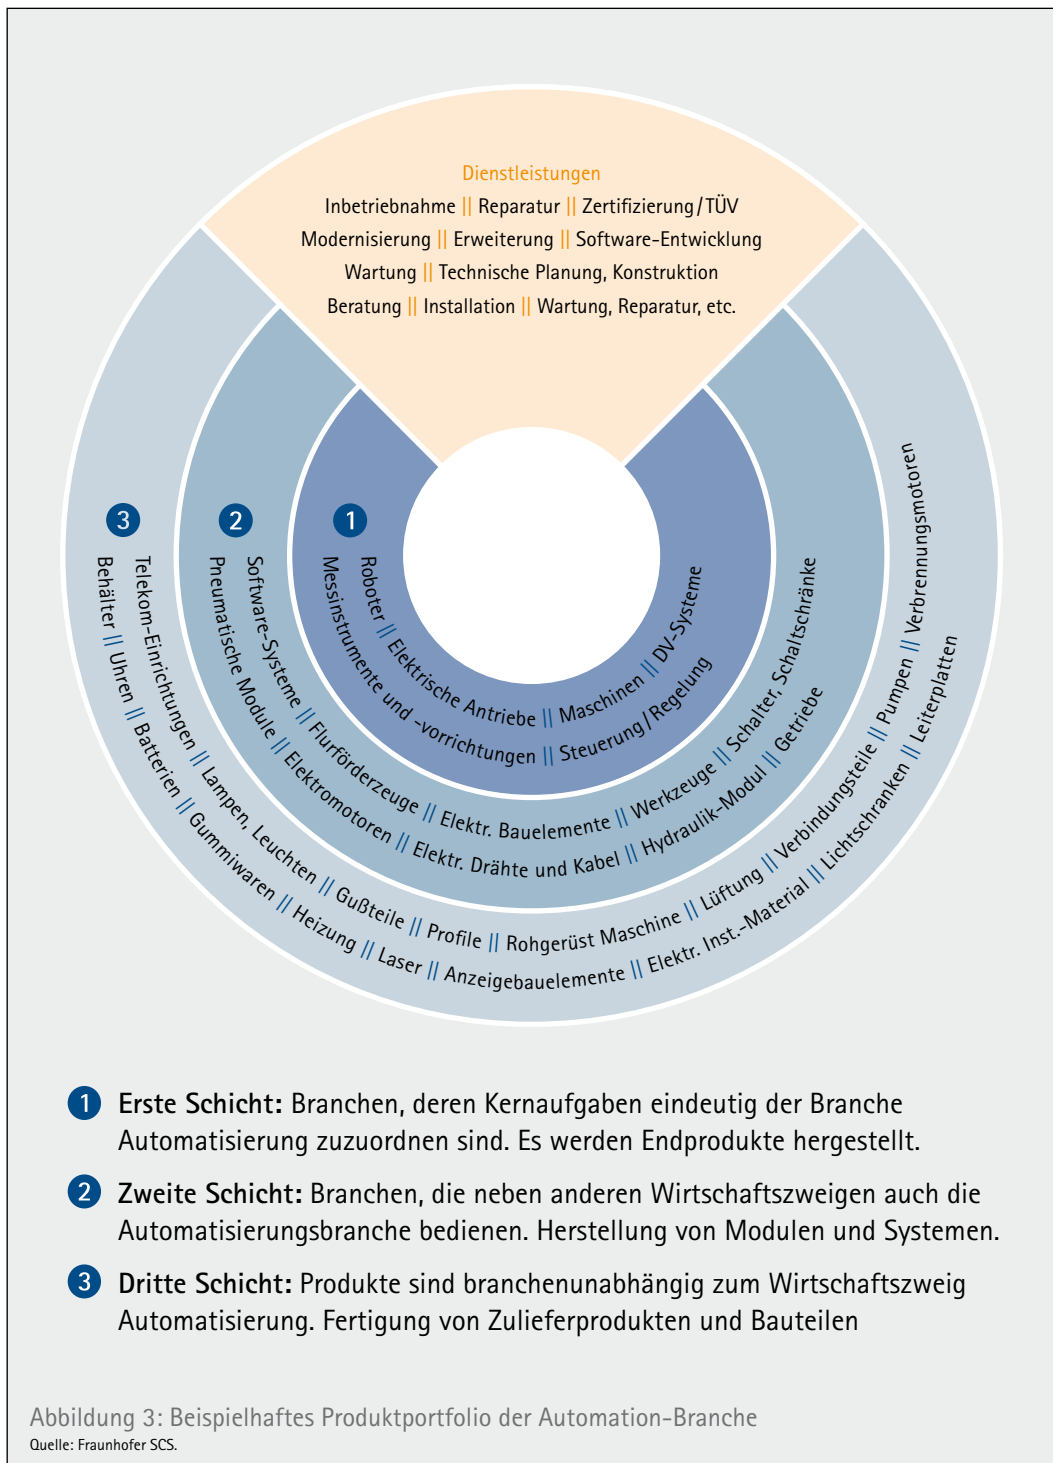 Dienstleistungen
Inbetriebnahme || Reparatur || Zertifizierung/TÜV
Modernisierung || Erweiterung || Software-Entwicklung
Wartung || Technische Planung, Konstruktion
Beratung || Installation || Wartung, Reparatur, etc.
1
Roboter || Elektrische Antriebe || Maschinen || DV-Systeme
Messinstrumente und -vorrichtungen || Steuerung/Regelung
2
Software-Systeme || Flurförderzeuge || Elektr. Bauelemente || Werkzeuge || Schalter, Schaltschränke
Pneumatische Module || Elektromotoren || Elektr. Drähte und Kabel || Hydraulik-Modul || Getriebe
3
Telekom-Einrichtungen || Lampen, Leuchten || Gußteile || Profile || Rohgerüst Maschine || Lüftung || Verbindungsteile || Pumpen || Verbrennungsmotoren
Behälter || Uhren || Batterien || Gummiwaren || Heizung || Laser || Anzeigebauelemente || Elektr. Inst.-Material || Lichtschranken || Leiterplatten
1 Erste Schicht: Branchen, deren Kernaufgaben eindeutig der Branche
Automatisierung zuzuordnen sind. Es werden Endprodukte hergestellt.
2 Zweite Schicht: Branchen, die neben anderen Wirtschaftszweigen auch die
Automatisierungsbranche bedienen. Herstellung von Modulen und Systemen.
3 Dritte Schicht: Produkte sind branchenunabhängig zum Wirtschaftszweig
Automatisierung. Fertigung von Zulieferprodukten und Bauteilen
Abbildung 3: Beispielhaftes Produktportfolio der Automation-Branche
Quelle: Fraunhofer SCS.